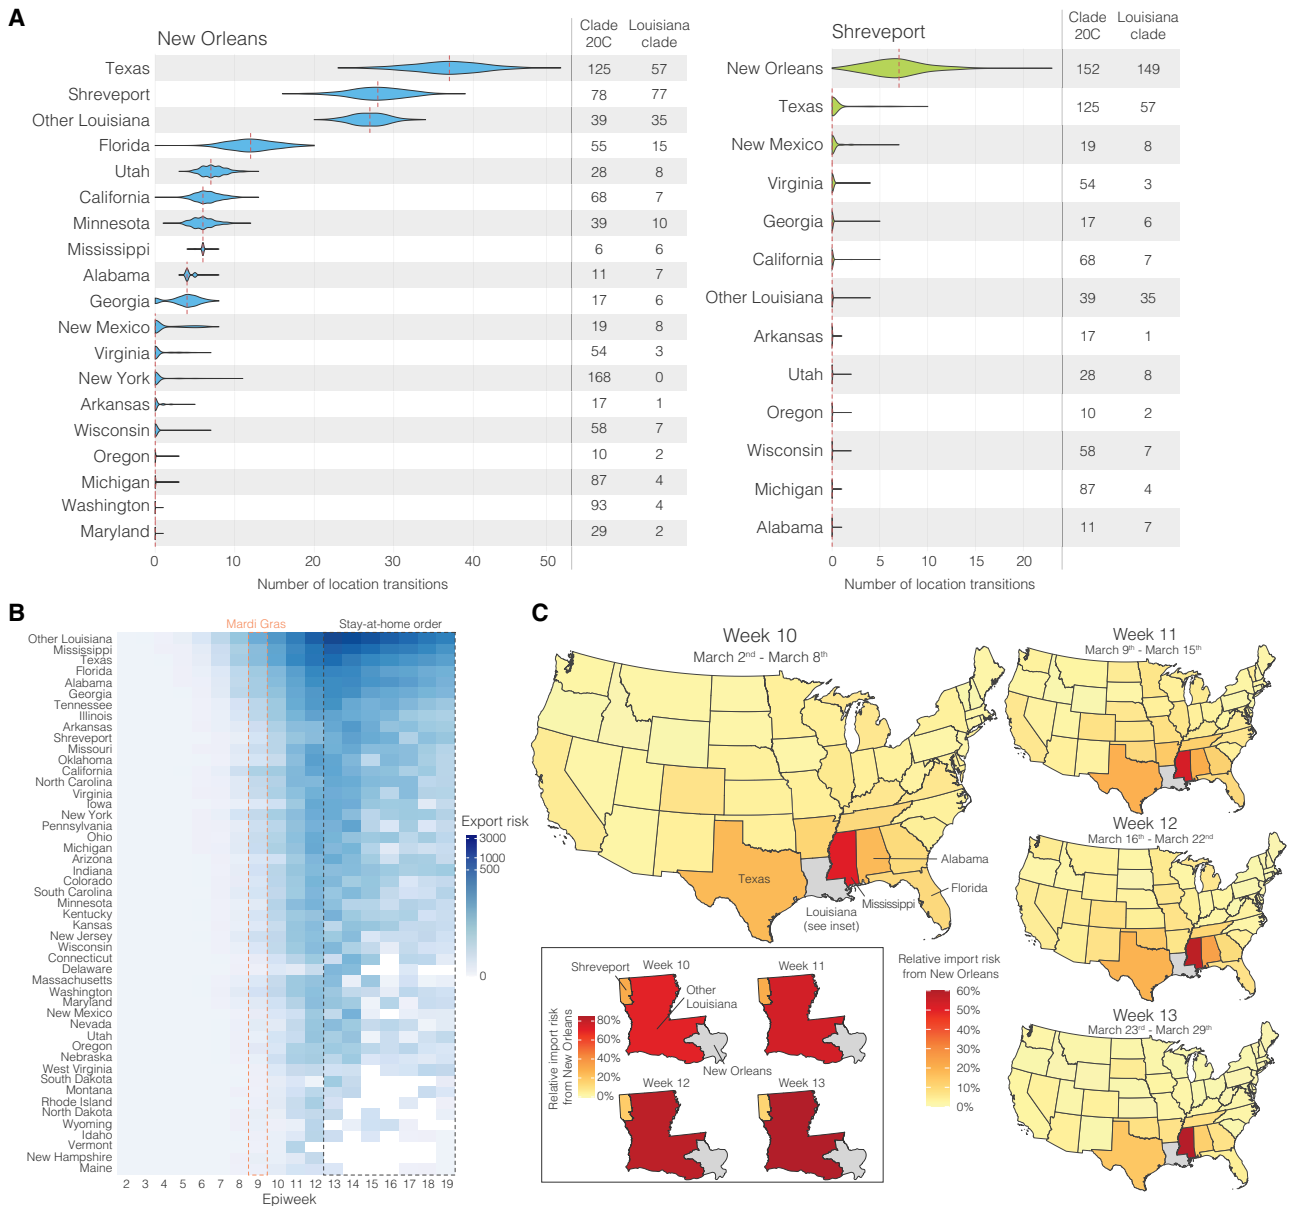 A
New Orleans
Clade 20C
Louisiana clade
Texas 125 57
Shreveport 78 77
Other Louisiana 39 35
Florida 55 15
Utah 28 8
California 68 7
Minnesota 39 10
Mississippi 6 6
Alabama 11 7
Georgia 17 6
New Mexico 19 8
Virginia 54 3
New York 168 0
Arkansas 17 1
Wisconsin 58 7
Oregon 10 2
Michigan 87 4
Washington 93 4
Maryland 29 2
0 10 20 30 40 50
Number of location transitions
Shreveport
Clade 20C
Louisiana clade
New Orleans 152 149
Texas 125 57
New Mexico 19 8
Virginia 54 3
Georgia 17 6
California 68 7
Other Louisiana 39 35
Arkansas 17 1
Utah 28 8
Oregon 10 2
Wisconsin 58 7
Michigan 87 4
Alabama 11 7
0 5 10 15 20
Number of location transitions
B
Mardi Gras
Stay-at-home order
Other Louisiana
Mississippi
Texas
Florida
Alabama
Georgia
Tennessee
Illinois
Arkansas
Shreveport
Missouri
Oklahoma
California
North Carolina
Virginia
Iowa
New York
Pennsylvania
Ohio
Michigan
Arizona
Indiana
Colorado
South Carolina
Minnesota
Kentucky
Kansas
New Jersey
Wisconsin
Connecticut
Delaware
Massachusetts
Washington
Maryland
New Mexico
Nevada
Utah
Oregon
Nebraska
West Virginia
South Dakota
Montana
Rhode Island
North Dakota
Wyoming
Idaho
Vermont
New Hampshire
Maine
2 3 4 5 6 7 8 9 10 11 12 13 14 15 16 17 18 19
Epiweek
Export risk
3000
1000
500
0
C
Week 10
March 2nd - March 8th
Texas
Alabama
Florida
Mississippi
Louisiana
(see inset)
Week 11
March 9th - March 15th
Week 12
March 16th - March 22nd
Week 13
March 23rd - March 29th
Relative import risk
from New Orleans
60%
50%
40%
30%
20%
10%
0%
Shreveport
Week 10
Other
Louisiana
New Orleans
Week 11
Week 12
Week 13
Relative import risk
from New Orleans
80%
60%
40%
20%
0%